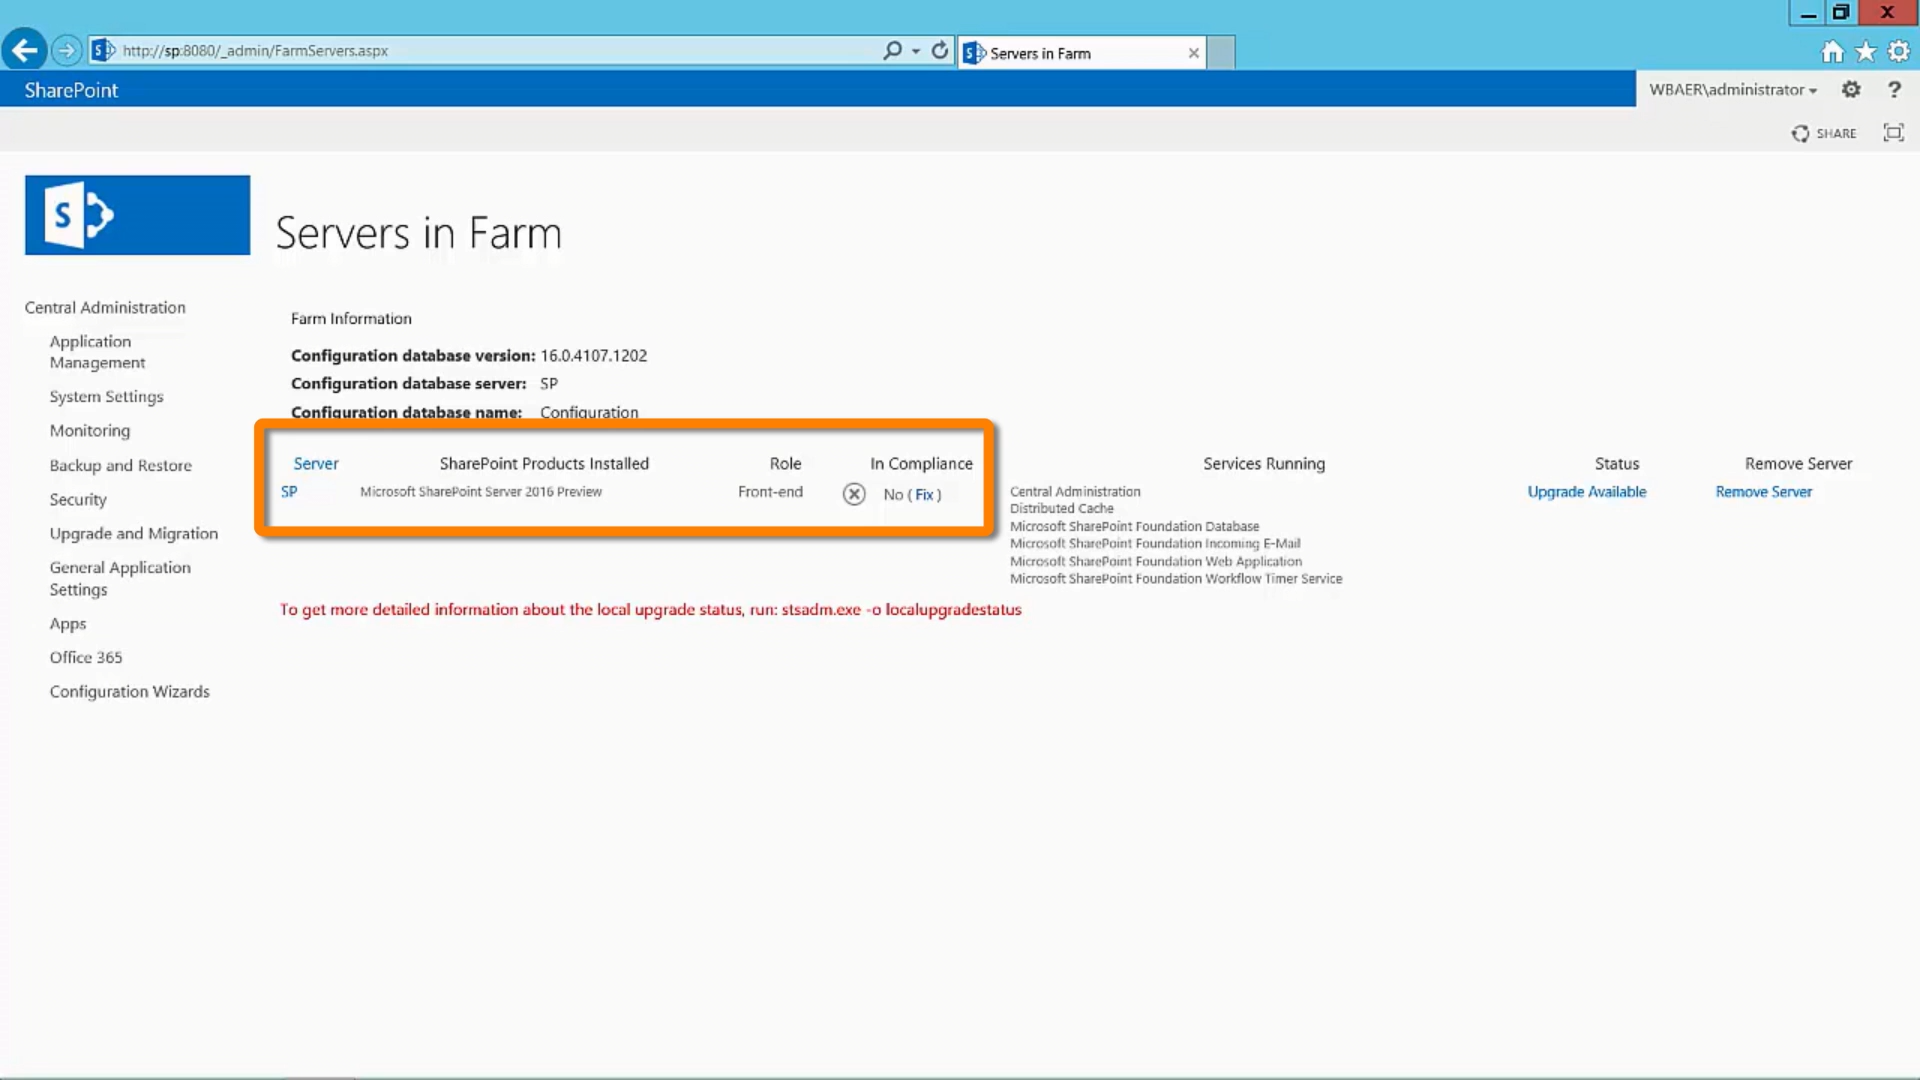 http://sp:8080/_admin/FarmServers.aspx
Servers in Farm
SharePoint
WBAER\administrator
?
SHARE
S
Servers in Farm
Central Administration
Application
Management
System Settings
Monitoring
Backup and Restore
Security
Upgrade and Migration
General Application
Settings
Apps
Office 365
Configuration Wizards
Farm Information
Configuration database version: 16.0.4107.1202
Configuration database server: SP
Configuration database name: Configuration
Server SharePoint Products Installed Role In Compliance Services Running Status Remove Server
SP Microsoft SharePoint Server 2016 Preview Front-end No ( Fix ) Central Administration Upgrade Available Remove Server
Distributed Cache
Microsoft SharePoint Foundation Database
Microsoft SharePoint Foundation Incoming E-Mail
Microsoft SharePoint Foundation Web Application
Microsoft SharePoint Foundation Workflow Timer Service
To get more detailed information about the local upgrade status, run: stsadm.exe -o localupgradestatus